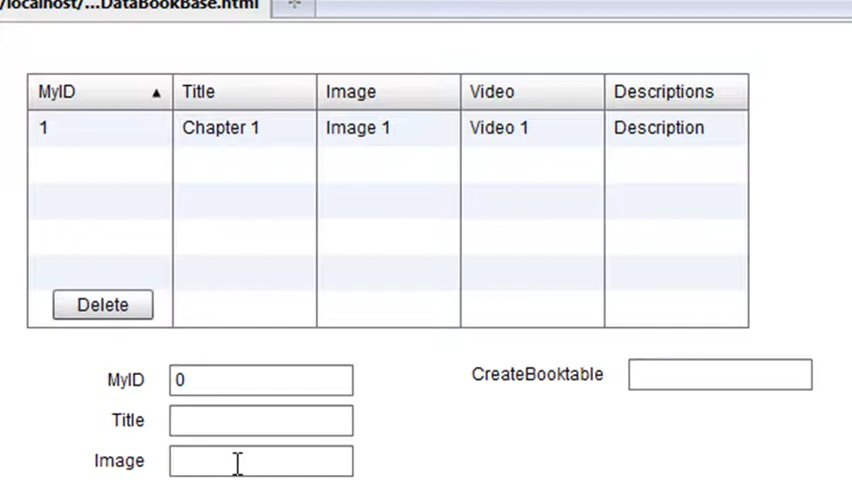 /localhost/...DataBookBase.html
MyID Title Image Video Descriptions
1 Chapter 1 Image 1 Video 1 Description
Delete
MyID 0 CreateBooktable
Title
Image